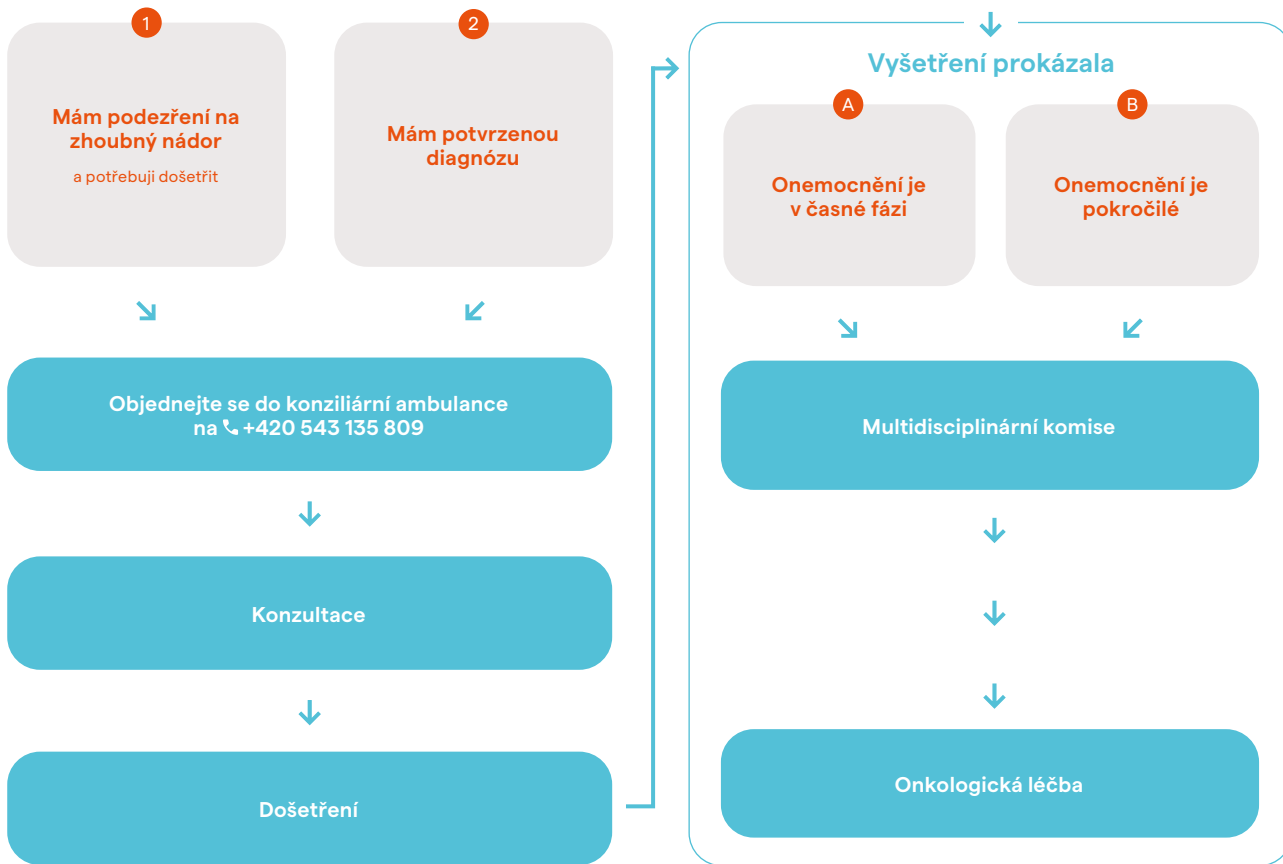 1
Mám podezření na
zhoubný nádor
a potřebuji došetřit
2
Mám potvrzenou
diagnózu
Objednejte se do konziliární ambulance
na +420 543 135 809
Konzultace
Došetření
Vyšetření prokázala
A
Onemocnění je
v časné fázi
B
Onemocnění je
pokročilé
Multidisciplinární komise
Onkologická léčba